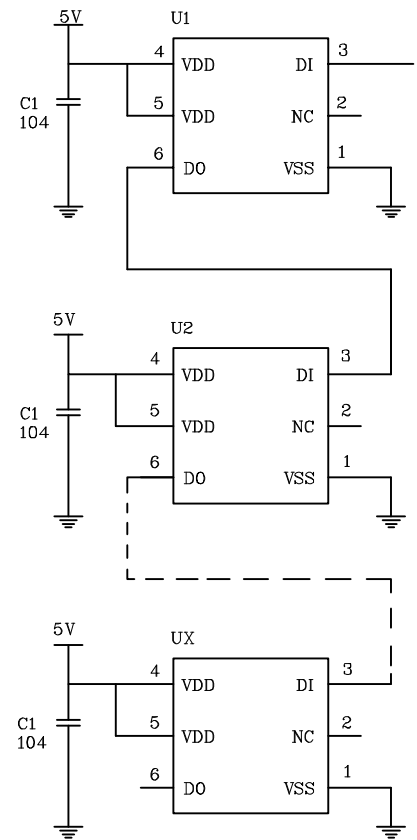 5V U1
4 VDD DI 3
C1 104
5 VDD NC 2
6 DO VSS 1
5V U2
4 VDD DI 3
C1 104
5 VDD NC 2
6 DO VSS 1
5V UX
4 VDD DI 3
C1 104
5 VDD NC 2
6 DO VSS 1